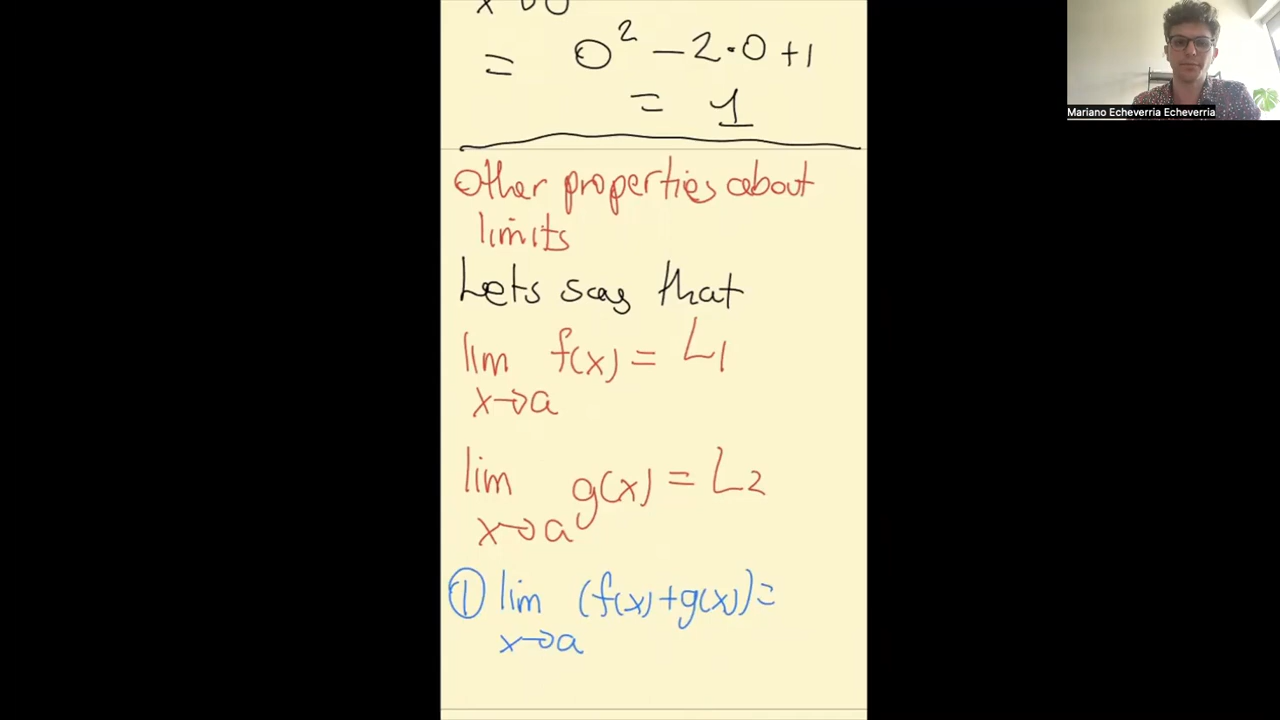 x→0
= 0² - 2·0 + 1
= 1
Other properties about
limits
Lets say that
lim f(x) = L1
x→a
lim g(x) = L2
x→a
① lim (f(x)+g(x))=
x→a
Mariano Echeverria Echeverria